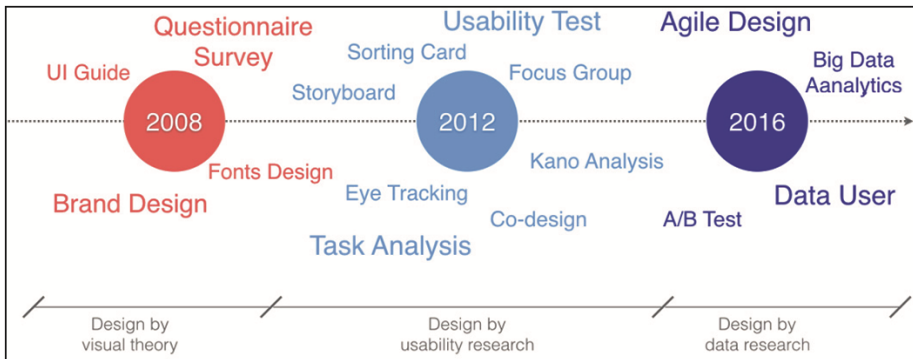 Questionnaire
Survey
UI Guide
2008
Fonts Design
Brand Design
Usability Test
Sorting Card
Focus Group
Storyboard
2012
Kano Analysis
Eye Tracking
Co-design
Task Analysis
Agile Design
Big Data
Aanalytics
2016
Data User
A/B Test
Design by
visual theory
Design by
usability research
Design by
data research